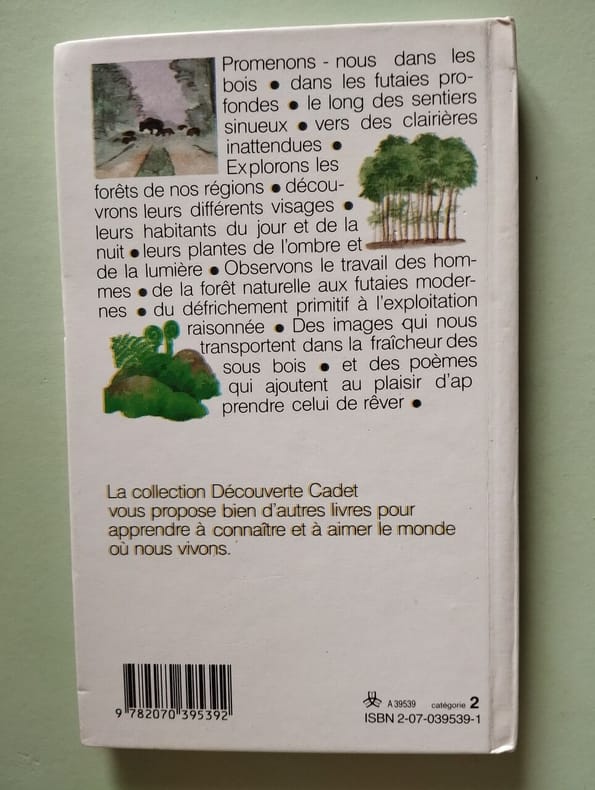 Promenons - nous dans les
bois ● dans les futaies pro-
fondes ● le long des sentiers
sinueux ● vers des clairières
inattendues ●
Explorons les
forêts de nos régions ● décou-
vrons leurs différents visages ●
leurs habitants du jour et de la
nuit ● leurs plantes de l'ombre et
de la lumière ● Observons le travail des hom-
mes ● de la forêt naturelle aux futaies moder-
nes ● du défrichement primitif à l'exploitation
raisonnée ● Des images qui nous
transportent dans la fraîcheur des
sous bois ● et des poèmes
qui ajoutent au plaisir d'ap
prendre celui de rêver ●
La collection Découverte Cadet
vous propose bien d'autres livres pour
apprendre à connaître et à aimer le monde
où nous vivons.
9 782070 395392
A 39539 catégorie 2
ISBN 2-07-039539-1